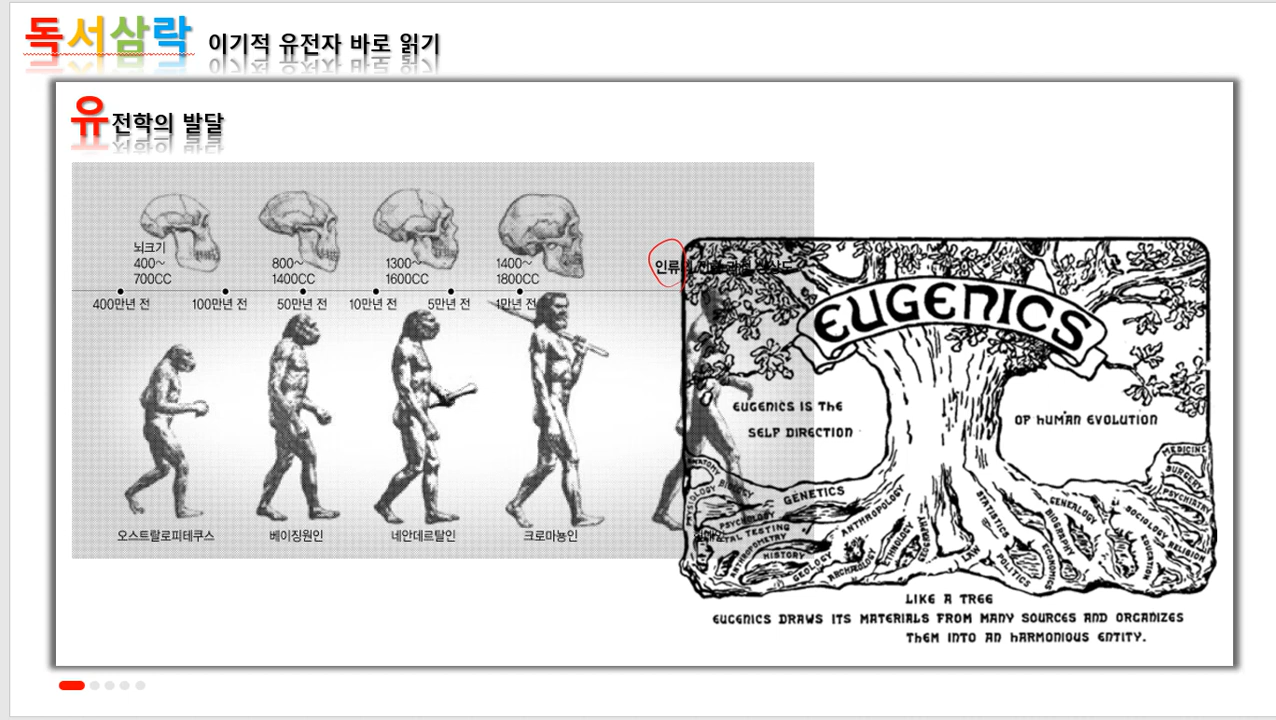 독서삼락 이기적 유전자 바로 읽기
유전학의 발달
뇌크기
400~
700CC
800~
1400CC
1300~
1600CC
1400~
1800CC
인류
400만년 전
100만년 전
50만년 전
10만년 전
5만년 전
1만년 전
오스트랄로피테쿠스
베이징원인
네안데르탈인
크로마뇽인
EUGENICS
EUGENICS IS THE
SELF DIRECTION
OF HUMAN EVOLUTION
ANATOMY
BIOLOGY
PHYSIOLOGY
GENETICS
PSYCHOLOGY
TESTING
ANTHROPOMETRY
HISTORY
GEOLOGY
ANTHROPOLOGY
ARCHAEOLOGY
ETHNOLOGY
LAW
STATISTICS
POLITICS
ECONOMICS
BIOGRAPHY
GENEALOGY
EDUCATION
SOCIOLOGY
RELIGION
PSYCHIATRY
SURGERY
MEDICINE
LIKE A TREE
EUGENICS DRAWS ITS MATERIALS FROM MANY SOURCES AND ORGANIZES
THEM INTO AN HARMONIOUS ENTITY.